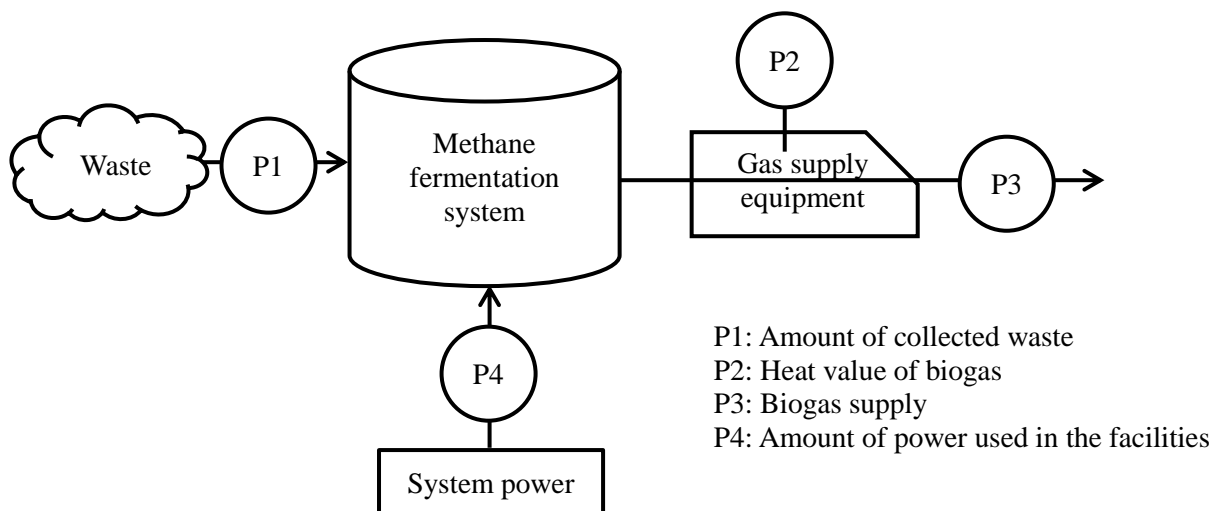 P2
Waste
P1
Methane
fermentation
system
Gas supply
equipment
P3
P4
System power
P1: Amount of collected waste
P2: Heat value of biogas
P3: Biogas supply
P4: Amount of power used in the facilities